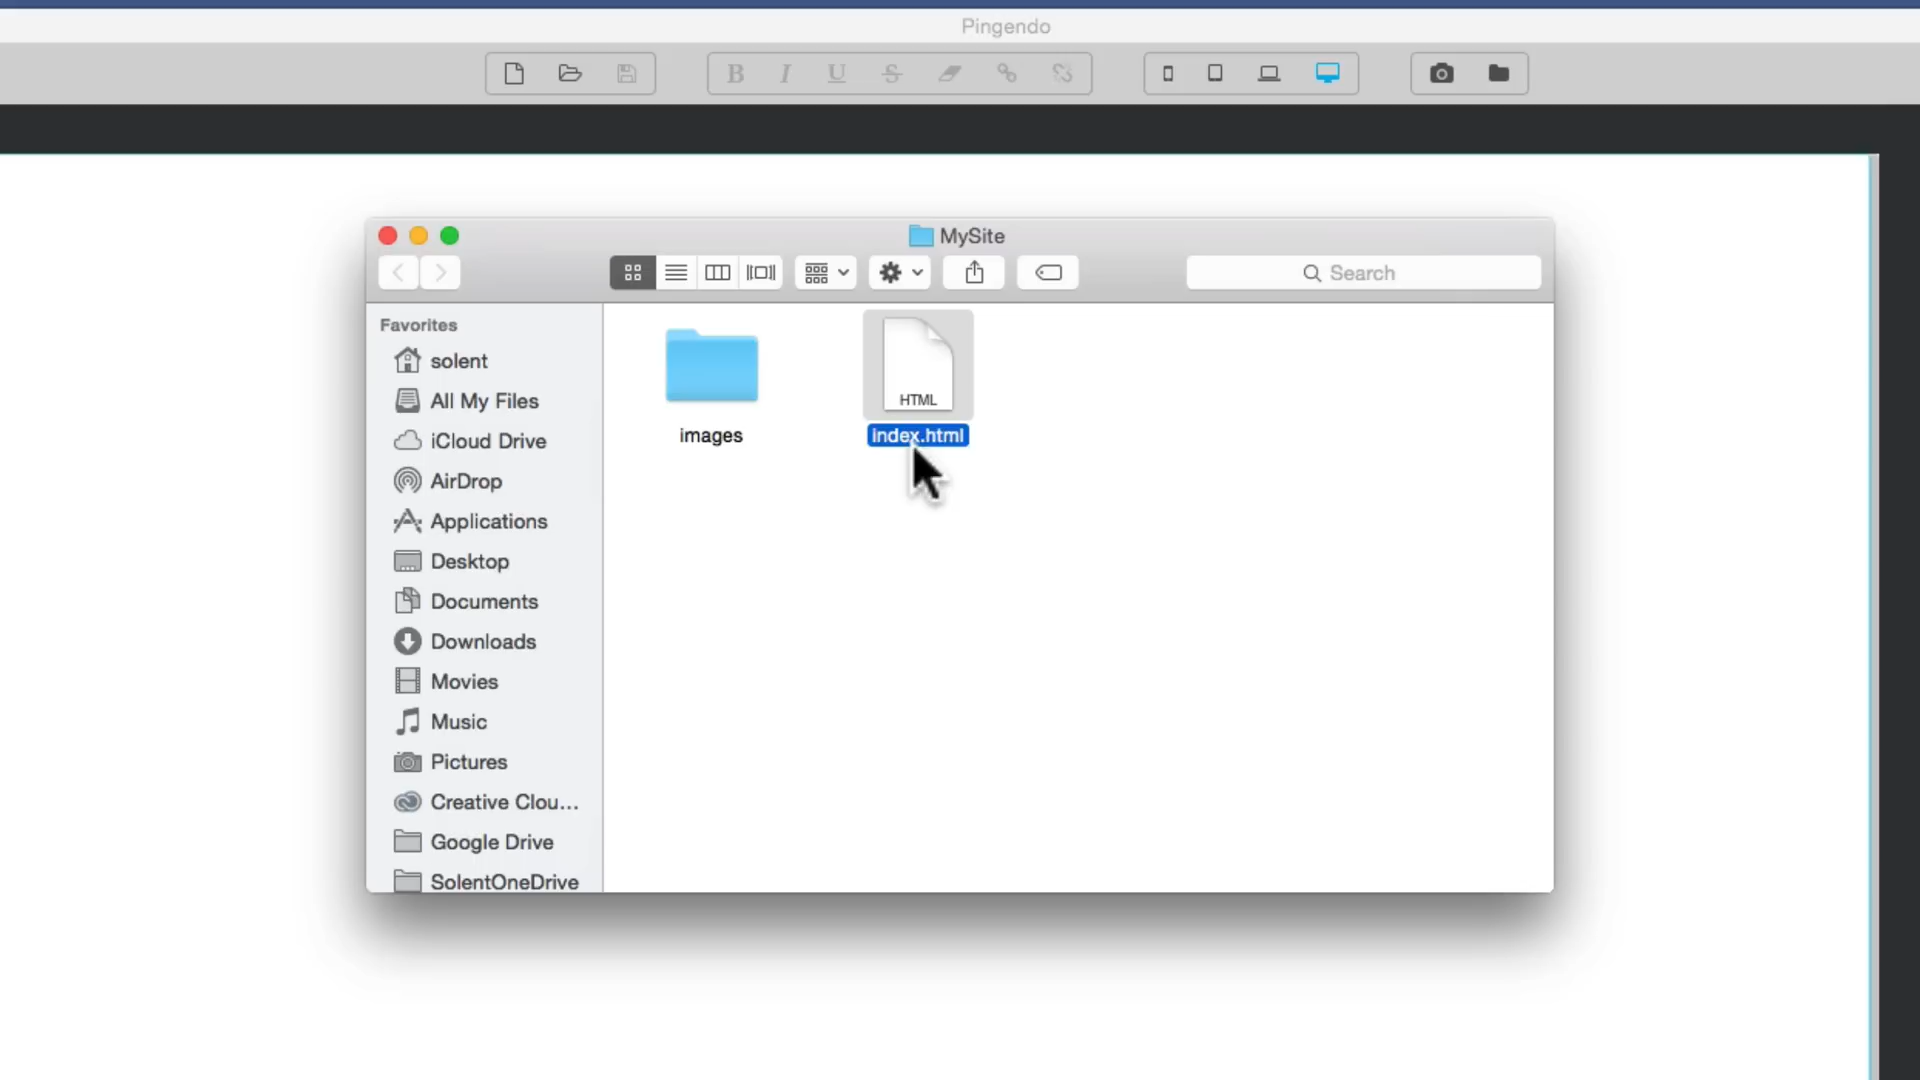 Pingendo
B I U S
MySite
Search
Favorites
solent
All My Files
iCloud Drive
AirDrop
Applications
Desktop
Documents
Downloads
Movies
Music
Pictures
Creative Clou...
Google Drive
SolentOneDrive
HTML
images
index.html